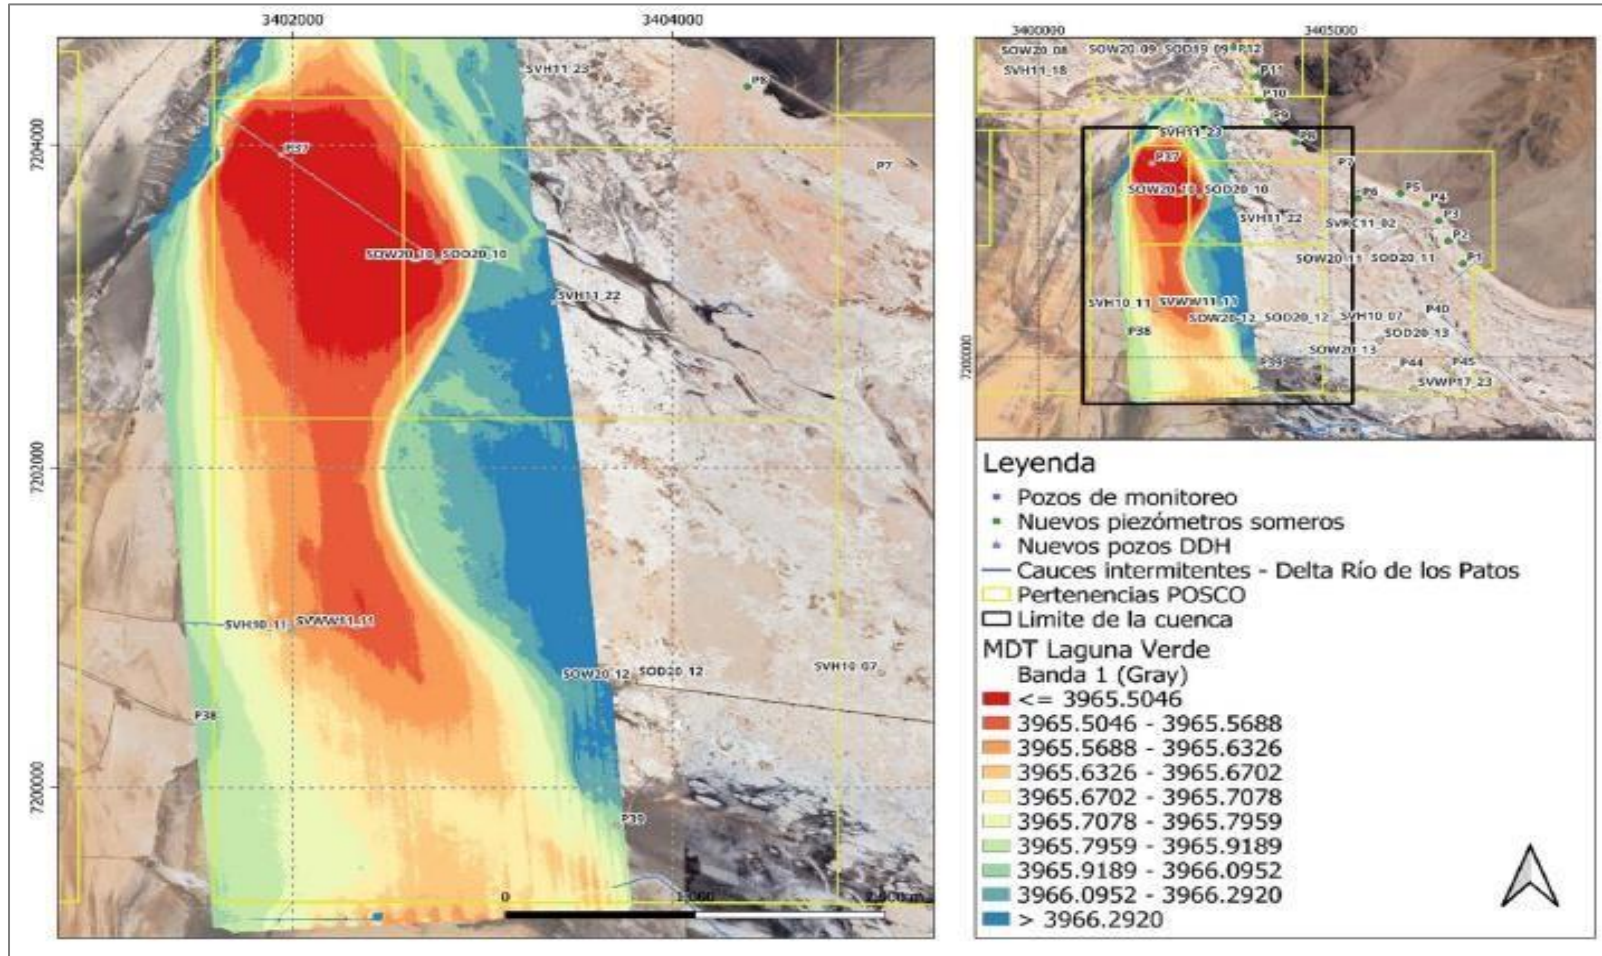 3402000
3404000
7204000
7202000
7200000
SVH11_23
P8
P37
P7
SOW20_10
SOD20_10
SVH11_22
SVH10_11
SVWW11_11
SOW20_12
SOD20_12
SVH10_07
P38
P39
0
3400000
3405000
7200000
SOW20_08
SOW20_09
SOD19_09
P12
SVH11_18
P11
P10
P9
SVH11_23
P8
P37
P7
SOW20_10
SOD20_10
P6
P5
P4
SVH11_22
SVRC11_02
P3
P2
SOW20_11
SOD20_11
P1
SVH10_11
SVWW11_11
P40
P38
SOW20_12
SOD20_12
SVH10_07
SOD20_13
SOW20_13
P39
P44
P45
SVWP17_23
Leyenda
Pozos de monitoreo
Nuevos piezómetros someros
Nuevos pozos DDH
Cauces intermitentes - Delta Río de los Patos
Pertenencias POSCO
Limite de la cuenca
MDT Laguna Verde
Banda 1 (Gray)
<= 3965.5046
3965.5046 - 3965.5688
3965.5688 - 3965.6326
3965.6326 - 3965.6702
3965.6702 - 3965.7078
3965.7078 - 3965.7959
3965.7959 - 3965.9189
3965.9189 - 3966.0952
3966.0952 - 3966.2920
> 3966.2920